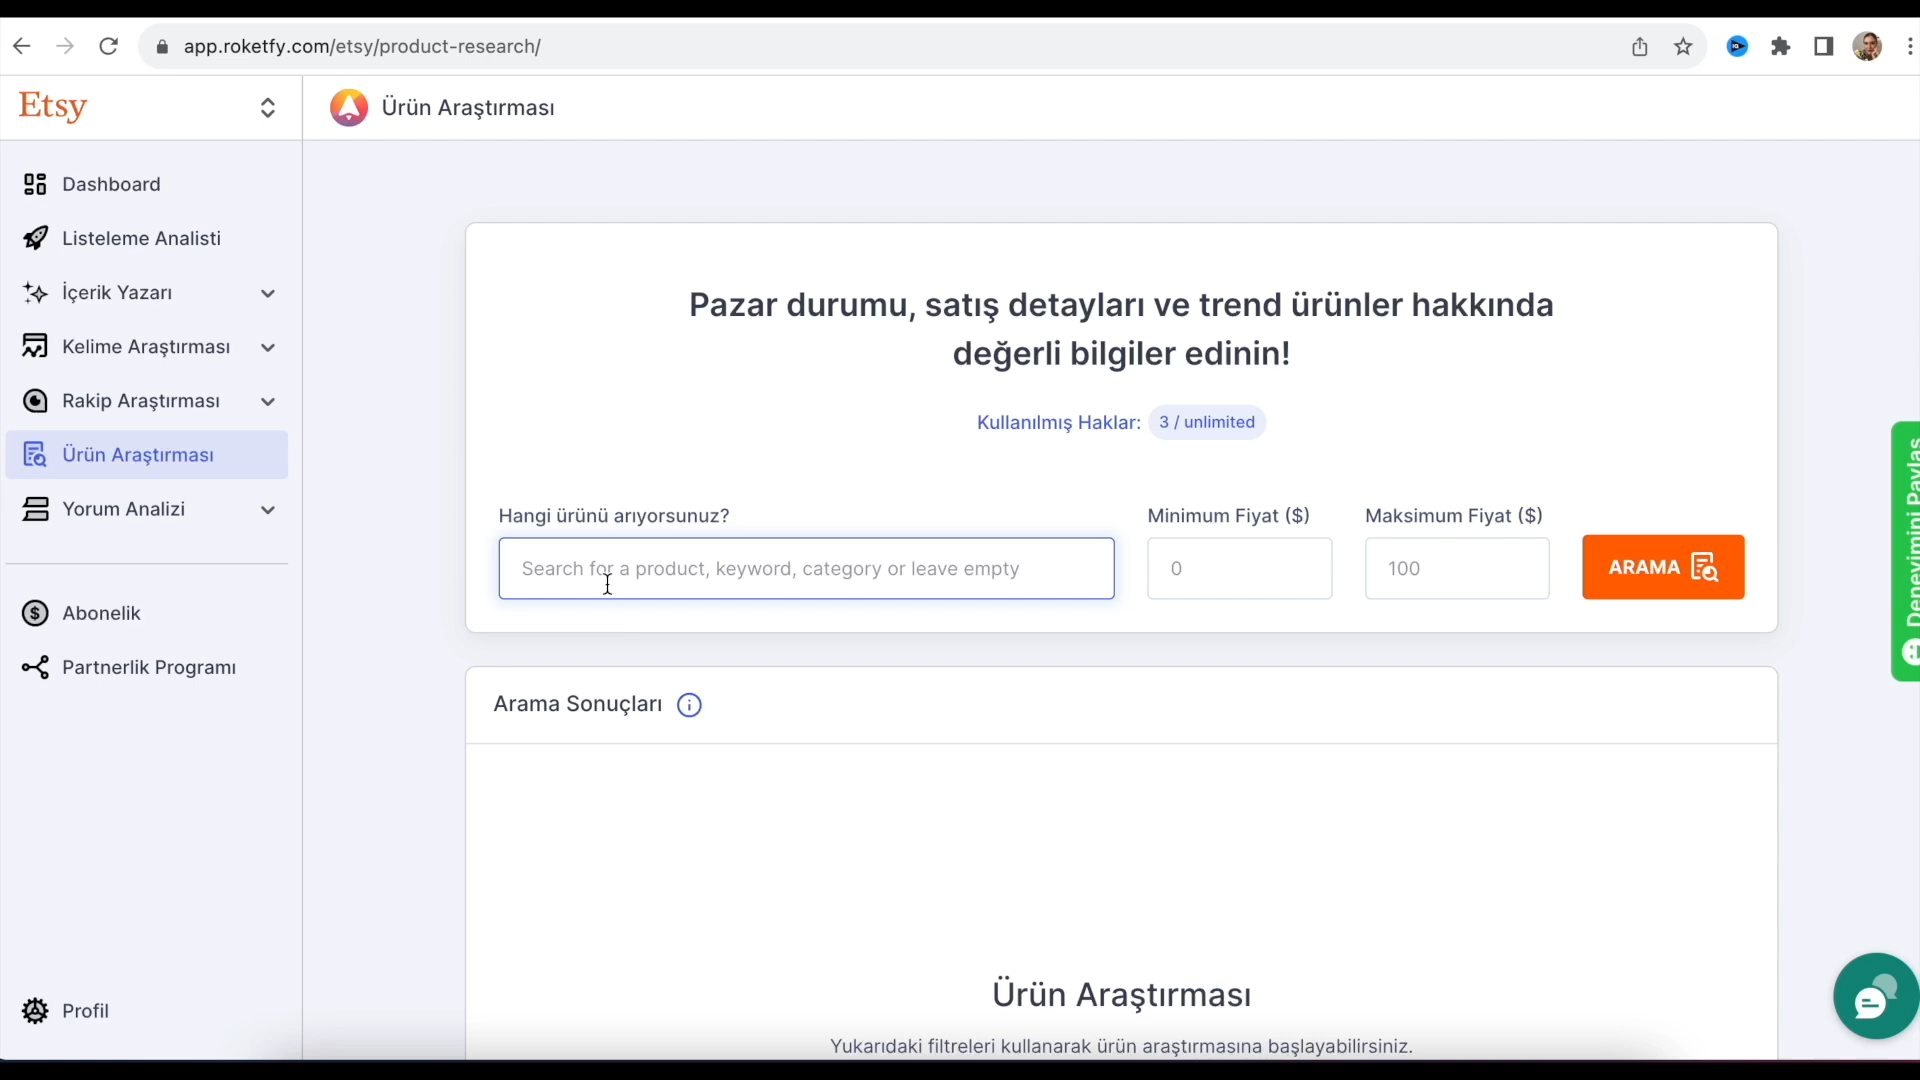 app.roketfy.com/etsy/product-research/
Etsy
Ürün Araştırması
Dashboard
Listeleme Analisti
İçerik Yazarı
Kelime Araştırması
Rakip Araştırması
Ürün Araştırması
Yorum Analizi
Abonelik
Partnerlik Programı
Profil
Pazar durumu, satış detayları ve trend ürünler hakkında
değerli bilgiler edinin!
Kullanılmış Haklar: 3 / unlimited
Hangi ürünü arıyorsunuz?
Minimum Fiyat ($)
Maksimum Fiyat ($)
Search for a product, keyword, category or leave empty
0
100
ARAMA
Deneyimini Paylaş
Arama Sonuçları
Ürün Araştırması
Yukarıdaki filtreleri kullanarak ürün araştırmasına başlayabilirsiniz.